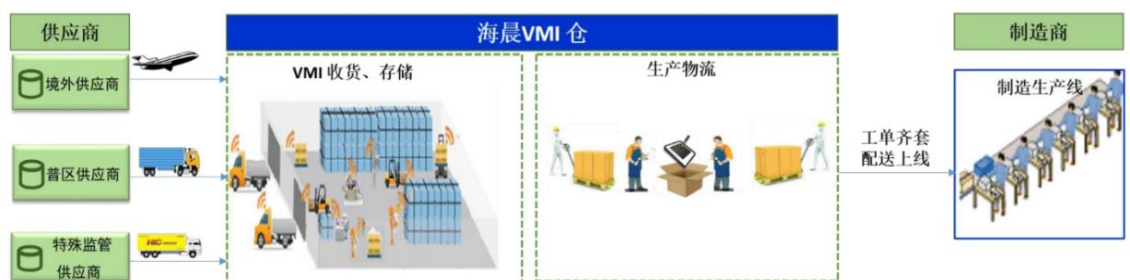 供应商
海晨VMI 仓
制造商
境外供应商
普区供应商
特殊监管
供应商
VMI 收货、存储
生产物流
工单齐套
配送上线
制造生产线